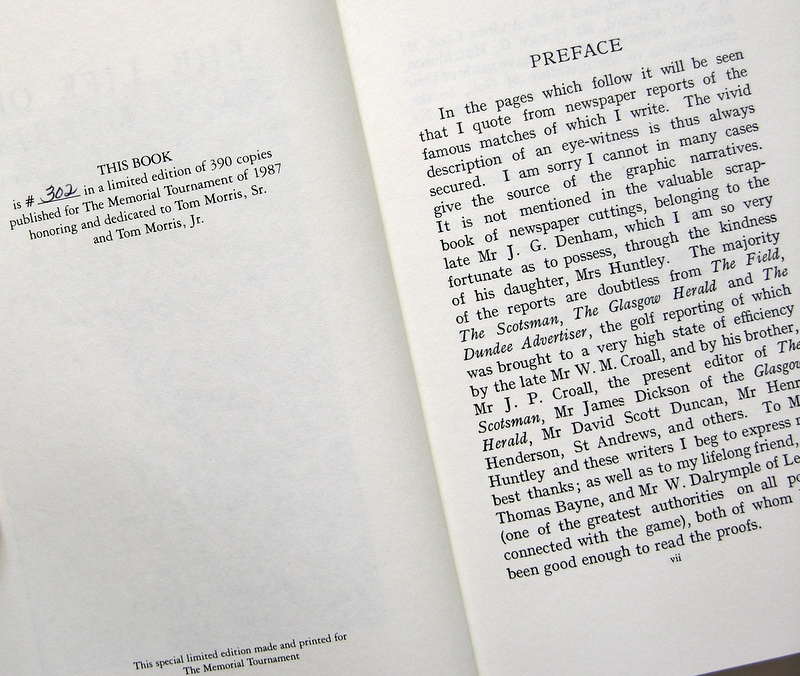 THIS BOOK
is # 302 in a limited edition of 390 copies
published for The Memorial Tournament of 1987
honoring and dedicated to Tom Morris, Sr.
and Tom Morris, Jr.
This special limited edition made and printed for
The Memorial Tournament
PREFACE
In the pages which follow it will be seen
that I quote from newspaper reports of the
famous matches of which I write. The vivid
description of an eye-witness is thus always
secured. I am sorry I cannot in many cases
give the source of the graphic narratives.
It is not mentioned in the valuable scrap-
book of newspaper cuttings, belonging to the
late Mr J. G. Denham, which I am so very
fortunate as to possess, through the kindness
of his daughter, Mrs Huntley. The majority
of the reports are doubtless from The Field,
The Scotsman, The Glasgow Herald and The
Dundee Advertiser, the golf reporting of which
was brought to a very high state of efficiency
by the late Mr W. M. Croall, and by his brother,
Mr J. P. Croall, the present editor of The
Scotsman, Mr James Dickson of the Glasgow
Herald, Mr David Scott Duncan, Mr Henr
Henderson, St Andrews, and others. To M
Huntley and these writers I beg to express
best thanks; as well as to my lifelong friend,
Thomas Bayne, and Mr W. Dalrymple of Le
(one of the greatest authorities on all po
connected with the game), both of whom
been good enough to read the proofs.
vii